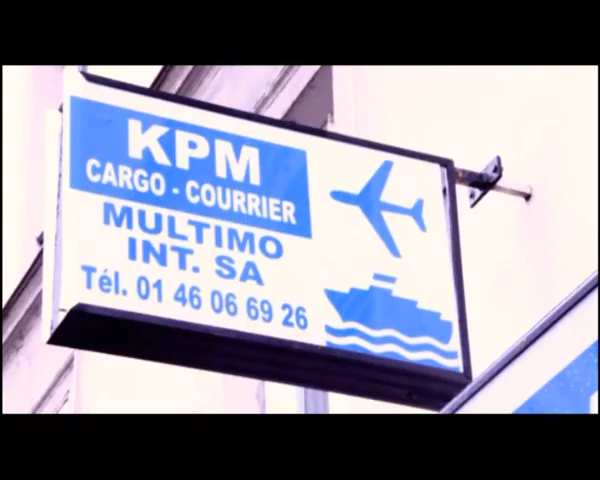 KPM
CARGO - COURRIER
MULTIMO
INT. SA
Tél. 01 46 06 69 26